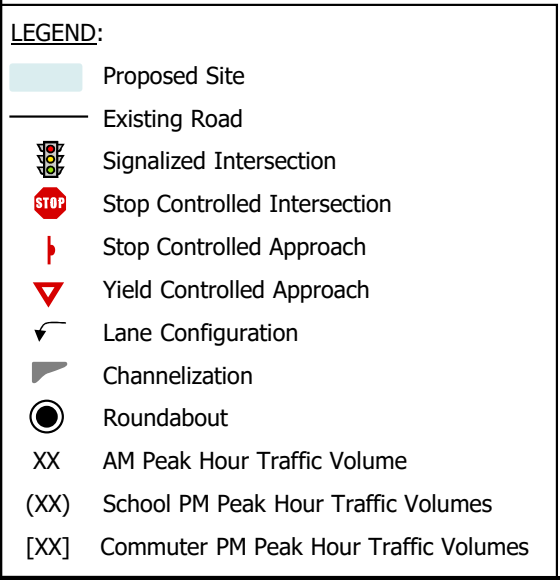 LEGEND:
Proposed Site
Existing Road
Signalized Intersection
STOP Stop Controlled Intersection
Stop Controlled Approach
Yield Controlled Approach
Lane Configuration
Channelization
Roundabout
XX AM Peak Hour Traffic Volume
(XX) School PM Peak Hour Traffic Volumes
[XX] Commuter PM Peak Hour Traffic Volumes